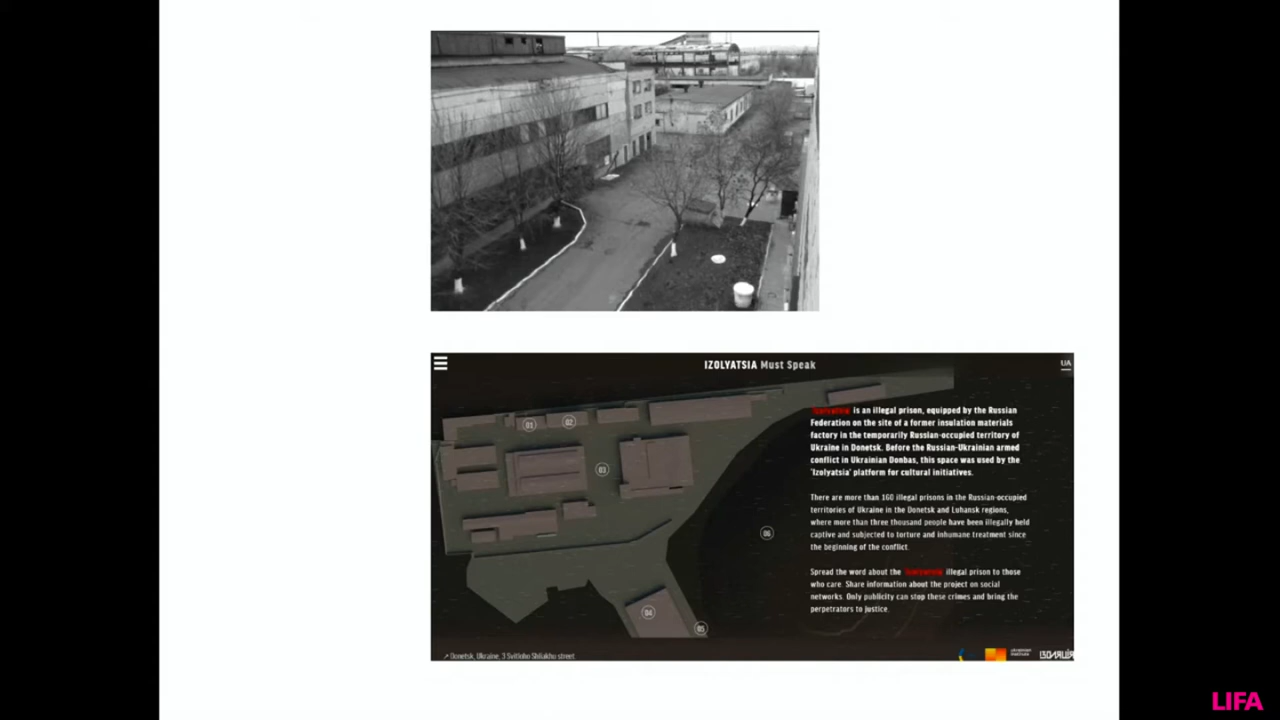 IZOLYATSIA Must Speak
UA
01
02
03
04
05
06
Izolyatsia is an illegal prison, equipped by the Russian
Federation on the site of a former insulation materials
factory in the temporarily Russian-occupied territory of
Ukraine in Donetsk. Before the Russian-Ukrainian armed
conflict in Ukrainian Donbas, this space was used by the
'Izolyatsia' platform for cultural initiatives.
There are more than 160 illegal prisons in the Russian-occupied
territories of Ukraine in the Donetsk and Luhansk regions,
where more than three thousand people have been illegally held
captive and subjected to torture and inhumane treatment since
the beginning of the conflict.
Spread the word about the Izolyatsia illegal prison to those
who care. Share information about the project on social
networks. Only publicity can stop these crimes and bring the
perpetrators to justice.
↗ Donetsk, Ukraine, 3 Svitloho Shliakhu street
ukrainian
institute
ІЗОЛЯЦІЯ
LIFA